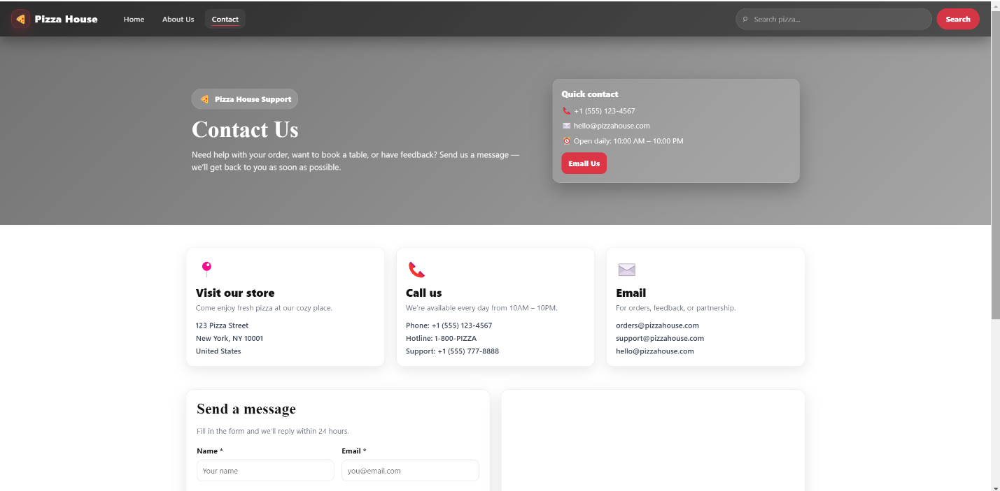 Pizza House
Home
About Us
Contact
Search pizza...
Search
Pizza House Support
Contact Us
Need help with your order, want to book a table, or have feedback? Send us a message —
we'll get back to you as soon as possible.
Quick contact
+1 (555) 123-4567
hello@pizzahouse.com
Open daily: 10:00 AM – 10:00 PM
Email Us
Visit our store
Come enjoy fresh pizza at our cozy place.
123 Pizza Street
New York, NY 10001
United States
Call us
We're available every day from 10AM – 10PM.
Phone: +1 (555) 123-4567
Hotline: 1-800-PIZZA
Support: +1 (555) 777-8888
Email
For orders, feedback, or partnership.
orders@pizzahouse.com
support@pizzahouse.com
hello@pizzahouse.com
Send a message
Fill in the form and we'll reply within 24 hours.
Name *
Email *
Your name
you@email.com